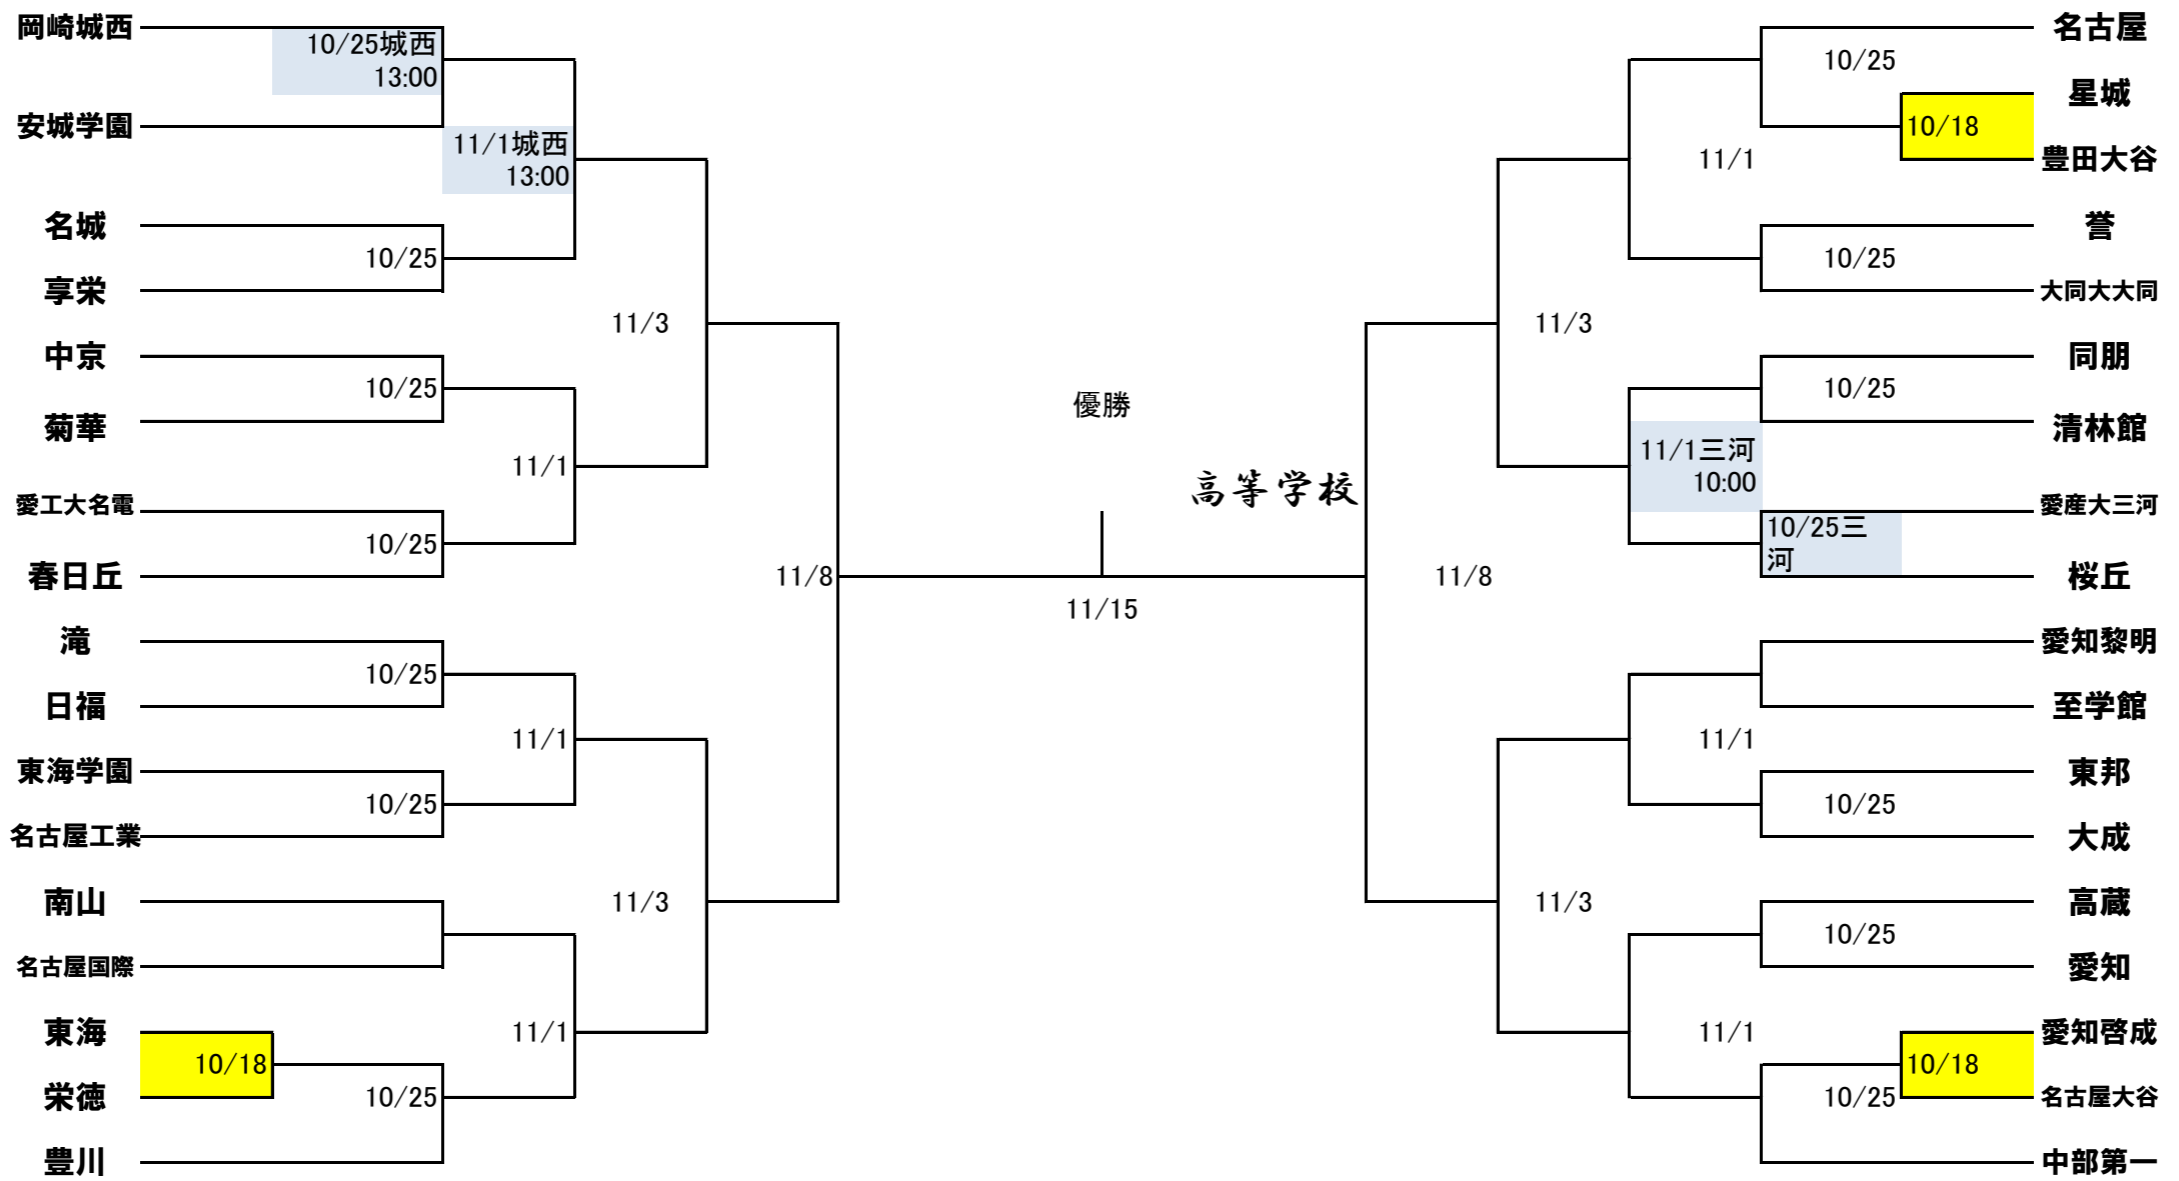 岡崎城西
10/25城西
13:00
安城学園
11/1城西
13:00
名城
10/25
享栄
11/3
中京
10/25
菊華
11/1
愛工大名電
10/25
春日丘
11/8
滝
10/25
日福
11/1
東海学園
10/25
名古屋工業
南山
11/3
名古屋国際
東海
10/18
11/1
栄徳
10/25
豊川
優勝
高等学校
11/15
名古屋
10/25
星城
10/18
豊田大谷
11/1
誉
10/25
大同大大同
11/3
同朋
10/25
清林館
11/1三河
10:00
愛産大三河
10/25三
河
桜丘
11/8
愛知黎明
至学館
11/1
東邦
10/25
大成
高蔵
11/3
10/25
愛知
愛知啓成
11/1
10/18
名古屋大谷
10/25
中部第一